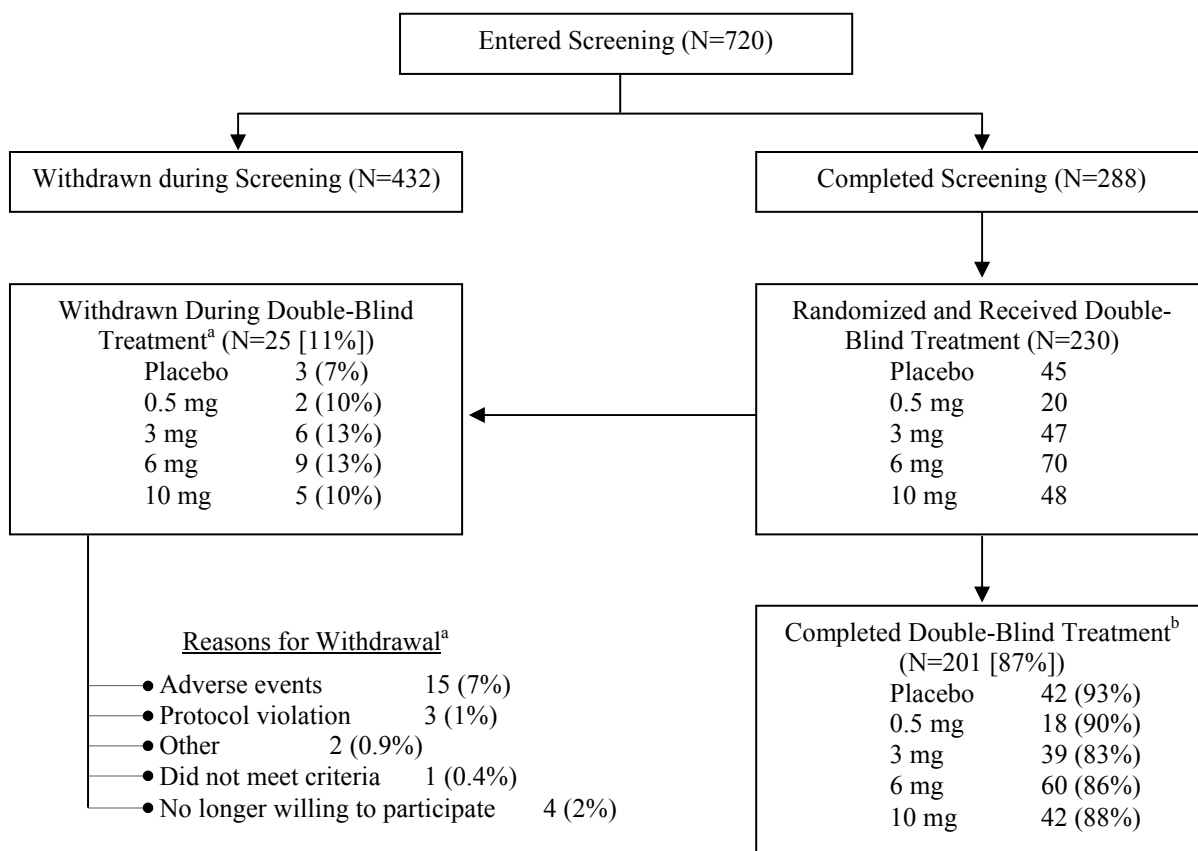 Entered Screening (N=720)
Withdrawn during Screening (N=432)
Completed Screening (N=288)
Withdrawn During Double-Blind
Treatmentᵃ (N=25 [11%])
Placebo 3 (7%)
0.5 mg 2 (10%)
3 mg 6 (13%)
6 mg 9 (13%)
10 mg 5 (10%)
Randomized and Received Double-
Blind Treatment (N=230)
Placebo 45
0.5 mg 20
3 mg 47
6 mg 70
10 mg 48
Reasons for Withdrawalᵃ
Adverse events 15 (7%)
Protocol violation 3 (1%)
Other 2 (0.9%)
Did not meet criteria 1 (0.4%)
No longer willing to participate 4 (2%)
Completed Double-Blind Treatmentᵇ
(N=201 [87%])
Placebo 42 (93%)
0.5 mg 18 (90%)
3 mg 39 (83%)
6 mg 60 (86%)
10 mg 42 (88%)